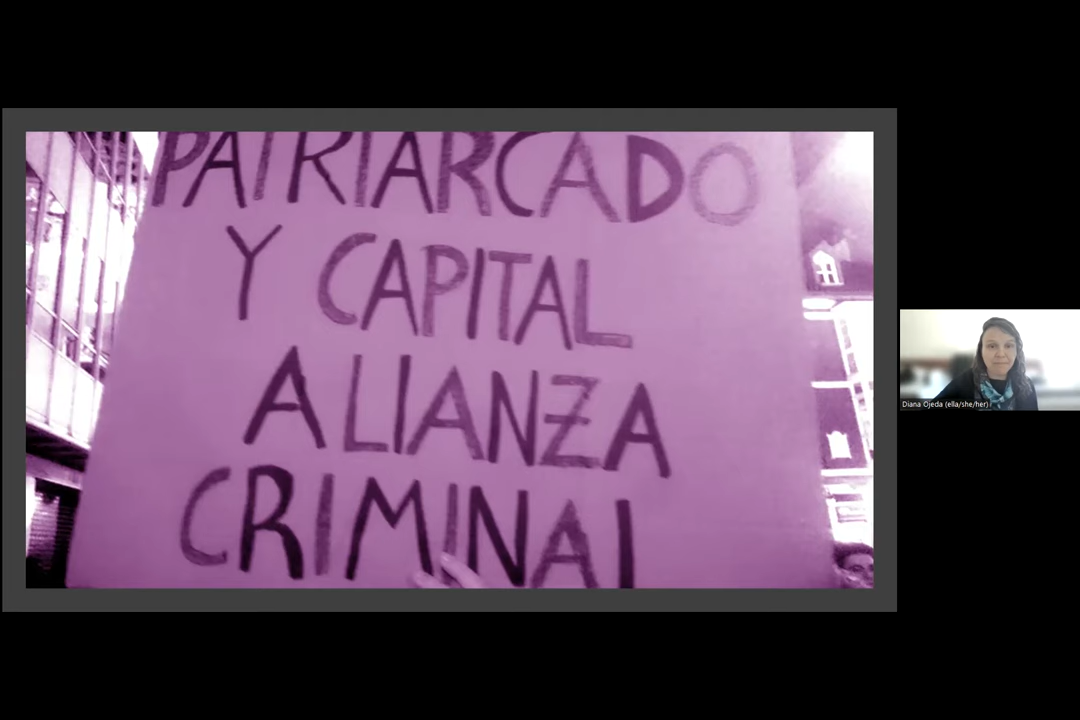 PATRIARCADO
Y CAPITAL
ALIANZA
CRIMINAL
Diana Ojeda (ella/she/her)